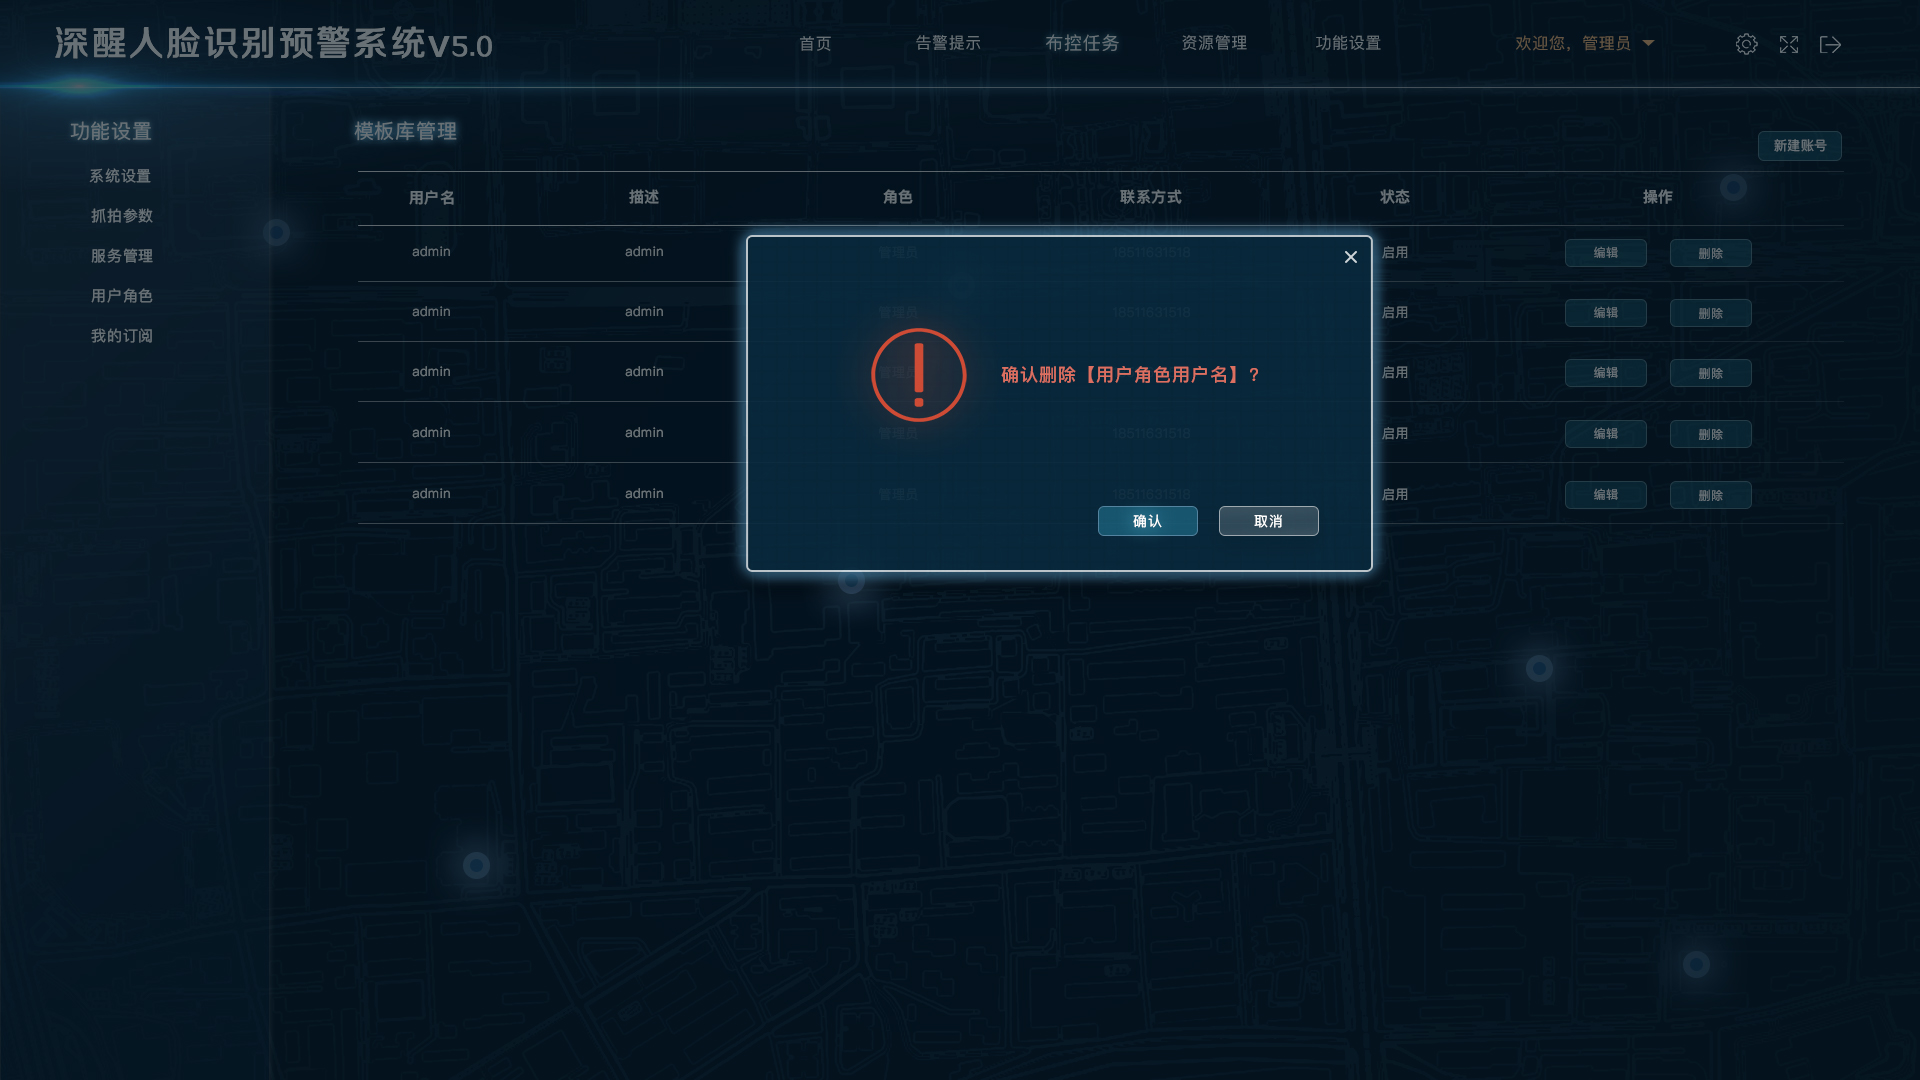 深醒人脸识别预警系统V5.0
首页 告警提示 布控任务 资源管理 功能设置 欢迎您，管理员
功能设置
系统设置
抓拍参数
服务管理
用户角色
我的订阅
模板库管理
新建账号
用户名 描述 角色 联系方式 状态 操作
admin admin 管理员 18511631518 启用 编辑 删除
admin admin 管理员 18511631518 启用 编辑 删除
admin admin 启用 编辑 删除
admin admin 管理员 18511631518 启用 编辑 删除
admin admin 管理员 18511631518 启用 编辑 删除
确认删除【用户角色用户名】？
确认 取消